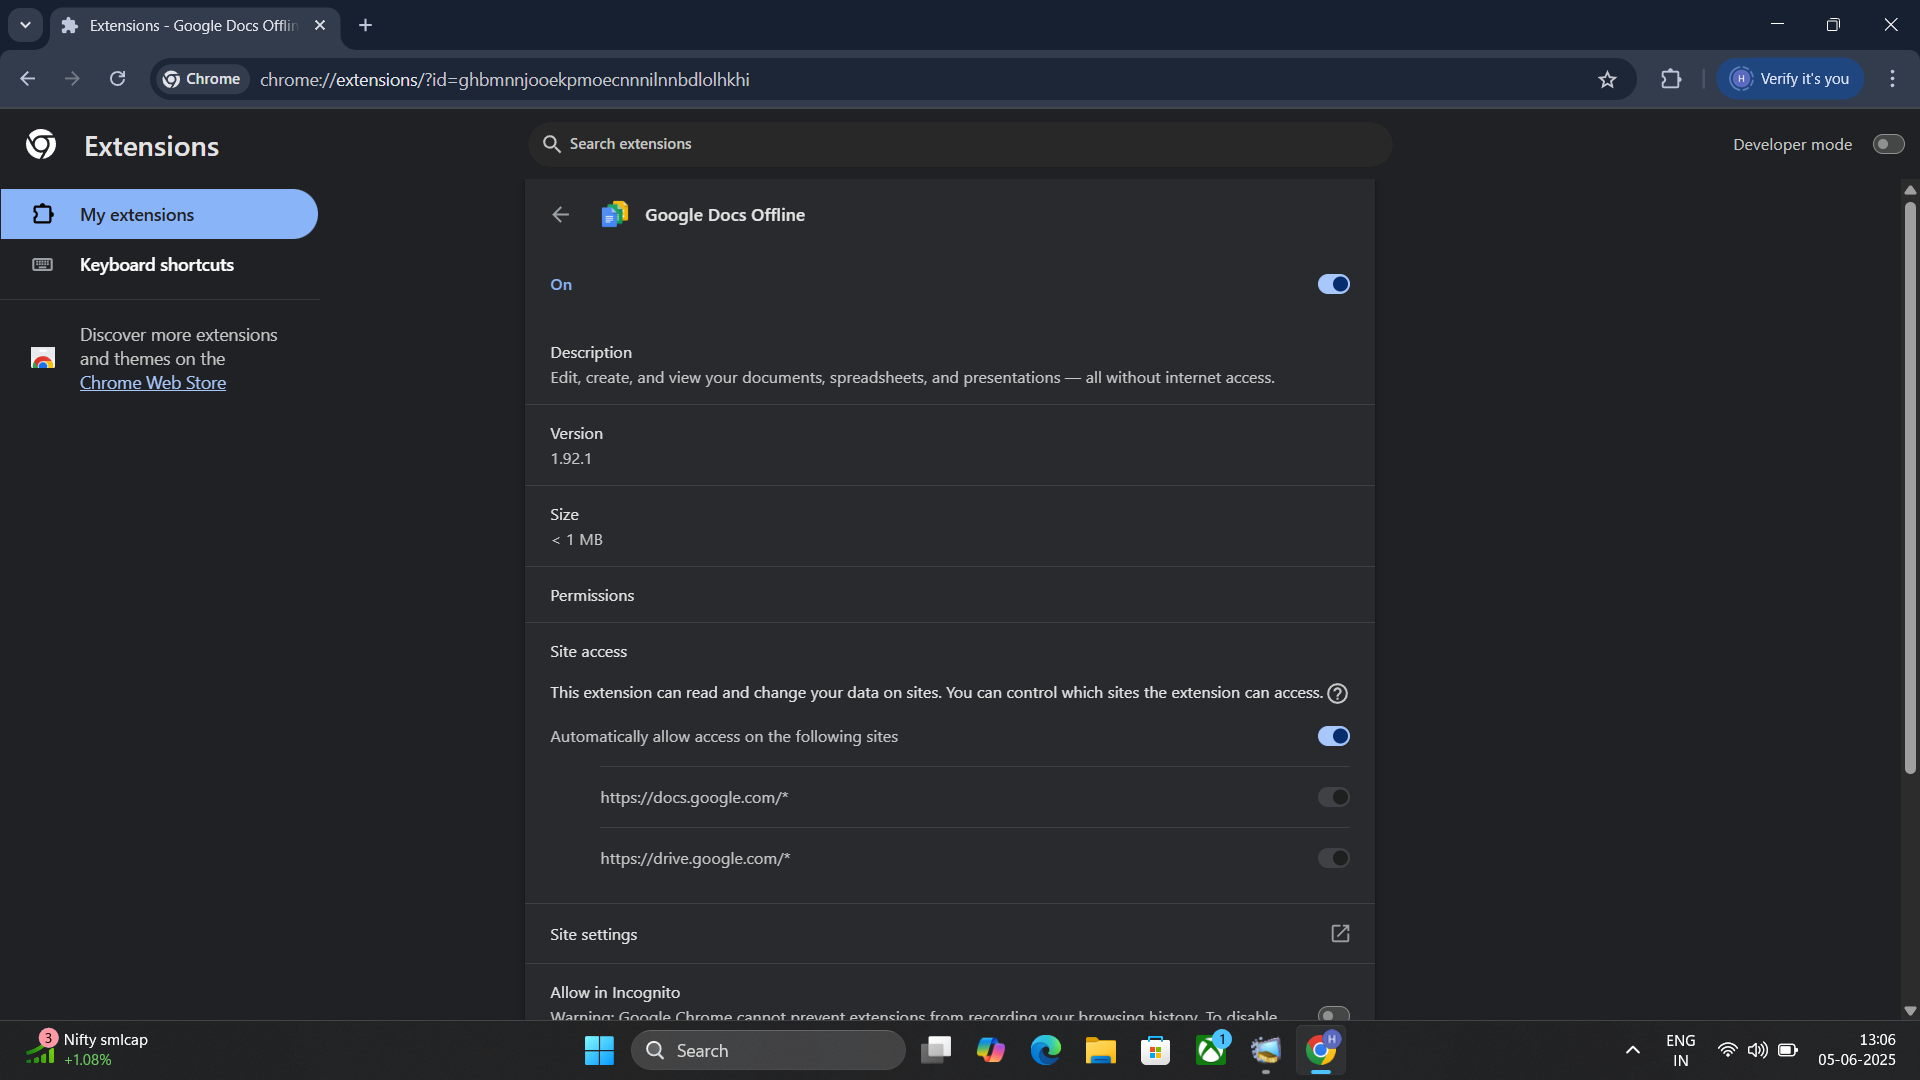 Extensions - Google Docs Offlin
Chrome
chrome://extensions/?id=ghbmnnjooekpmoecnnnilnnbdlolhkhi
H
Verify it's you
Extensions
Search extensions
Developer mode
My extensions
Keyboard shortcuts
Discover more extensions
and themes on the
Chrome Web Store
Google Docs Offline
On
Description
Edit, create, and view your documents, spreadsheets, and presentations — all without internet access.
Version
1.92.1
Size
< 1 MB
Permissions
Site access
This extension can read and change your data on sites. You can control which sites the extension can access.
Automatically allow access on the following sites
https://docs.google.com/*
https://drive.google.com/*
Site settings
Allow in Incognito
Warning: Google Chrome cannot prevent extensions from recording your browsing history. To disable
3
Nifty smlcap
+1.08%
Search
1
H
ENG
IN
13:06
05-06-2025